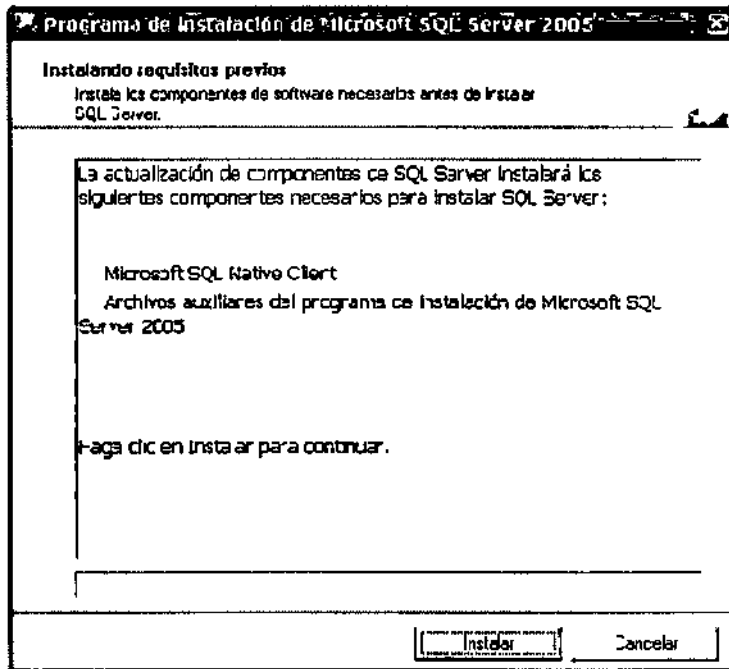 Programa de Instalación de Microsoft SQL Server 2005
Instalando requisitos previos
Instala los componentes de software necesarios antes de instalar
SQL Server.
La actualización de componentes de SQL Server instalará los
siguientes componentes necesarios para instalar SQL Server:
Microsoft SQL Native Client
Archivos auxiliares del programa de instalación de Microsoft SQL
Server 2005
Haga clic en Instalar para continuar.
Instalar
Cancelar